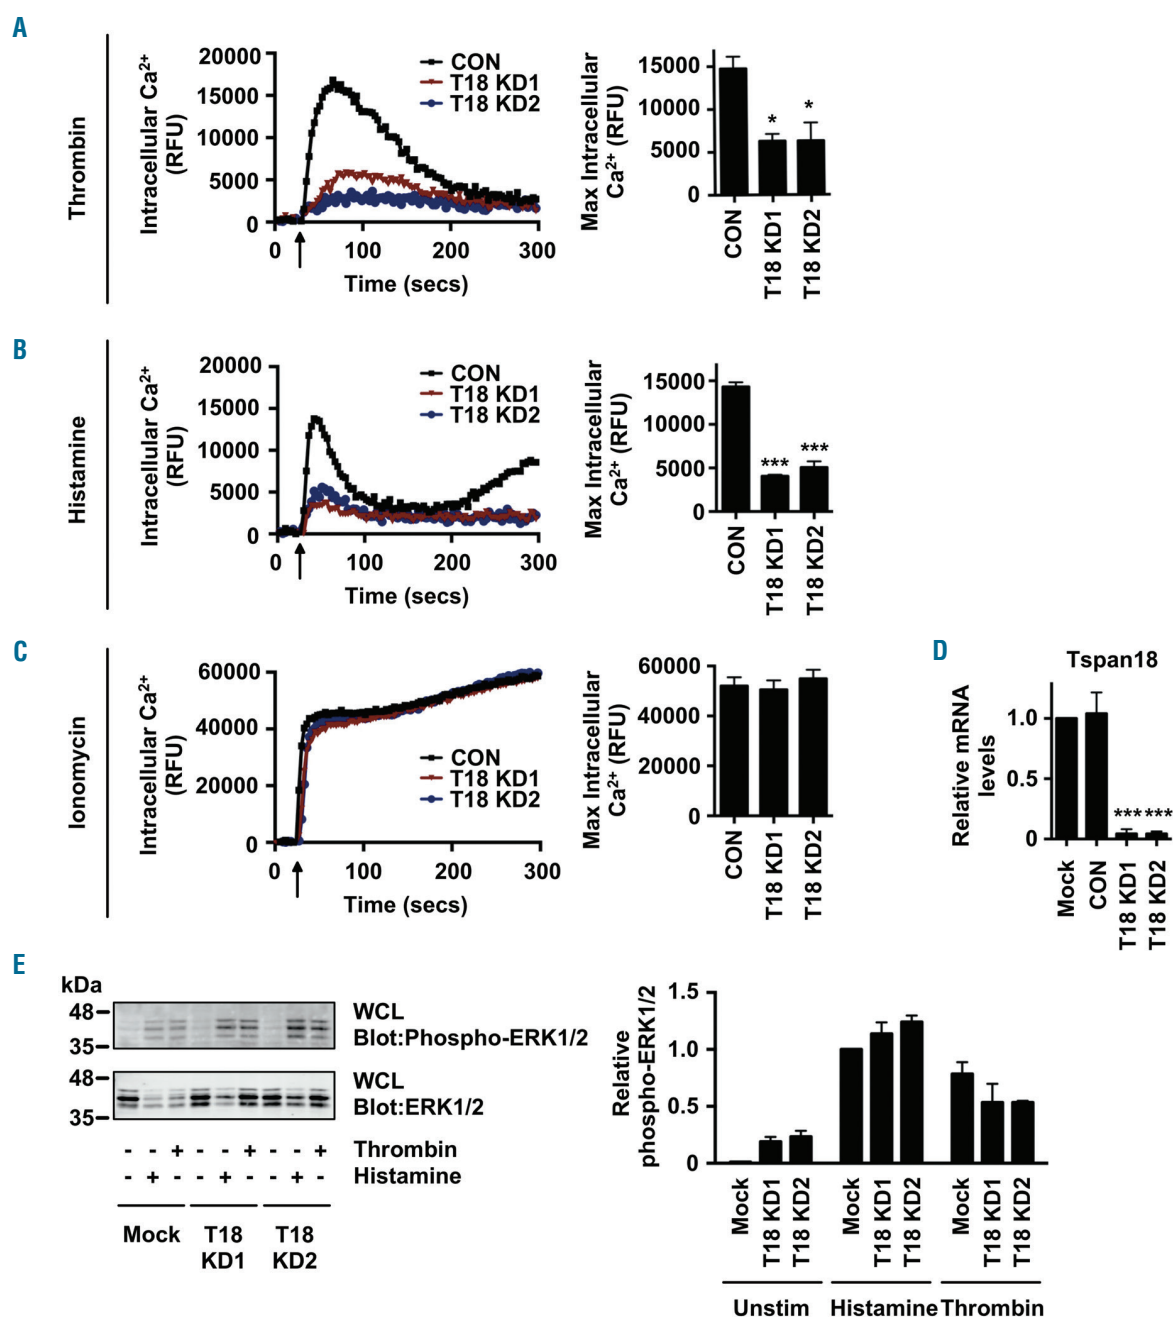 A
Thrombin
Intracellular Ca2+
(RFU)
20000
15000
10000
5000
0
CON
T18 KD1
T18 KD2
0 100 200 300
Time (secs)
Max Intracellular
Ca2+ (RFU)
15000
10000
5000
0
* *
CON
T18 KD1
T18 KD2
B
Histamine
Intracellular Ca2+
(RFU)
20000
15000
10000
5000
0
CON
T18 KD1
T18 KD2
0 100 200 300
Time (secs)
Max Intracellular
Ca2+ (RFU)
15000
10000
5000
0
*** ***
CON
T18 KD1
T18 KD2
C
Ionomycin
Intracellular Ca2+
(RFU)
60000
40000
20000
0
CON
T18 KD1
T18 KD2
0 100 200 300
Time (secs)
Max Intracellular
Ca2+ (RFU)
60000
40000
20000
0
CON
T18 KD1
T18 KD2
D
Tspan18
Relative mRNA
levels
1.0
0.5
0
*** ***
Mock
CON
T18 KD1
T18 KD2
E
kDa
48
35
WCL
Blot:Phospho-ERK1/2
48
35
WCL
Blot:ERK1/2
- - + - - + - - + Thrombin
- + - - + - - + - Histamine
Mock
T18
KD1
T18
KD2
Relative
phospho-ERK1/2
1.5
1.0
0.5
0
Mock
T18 KD1
T18 KD2
Mock
T18 KD1
T18 KD2
Mock
T18 KD1
T18 KD2
Unstim Histamine Thrombin